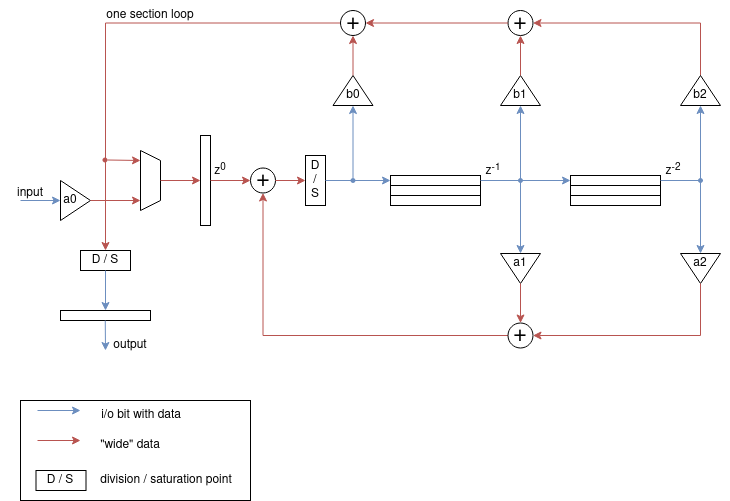 one section loop
b0
b1
b2
D
/
S
z0
z-1
z-2
input
a0
D / S
a1
a2
output
i/o bit with data
"wide" data
D / S
division / saturation point